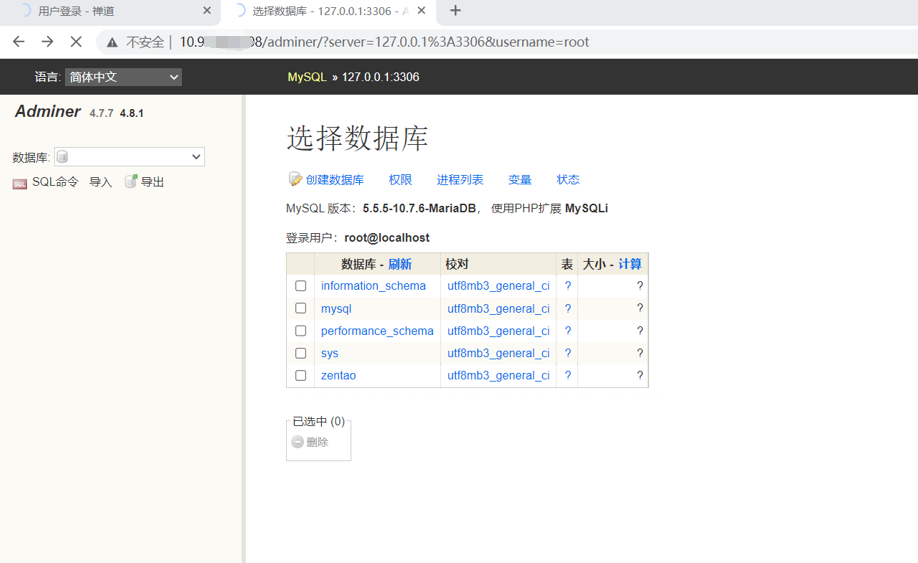 用户登录 - 禅道
选择数据库 - 127.0.0.1:3306 - A
不安全 | 10.9 08/adminer/?server=127.0.0.1%3A3306&username=root
语言: 简体中文
MySQL » 127.0.0.1:3306
Adminer 4.7.7 4.8.1
数据库:
SQL命令 导入 导出
选择数据库
创建数据库 权限 进程列表 变量 状态
MySQL 版本：5.5.5-10.7.6-MariaDB， 使用PHP扩展 MySQLi
登录用户：root@localhost
数据库 - 刷新 校对 表 大小 - 计算
information_schema utf8mb3_general_ci ? ?
mysql utf8mb3_general_ci ? ?
performance_schema utf8mb3_general_ci ? ?
sys utf8mb3_general_ci ? ?
zentao utf8mb3_general_ci ? ?
已选中 (0)
删除